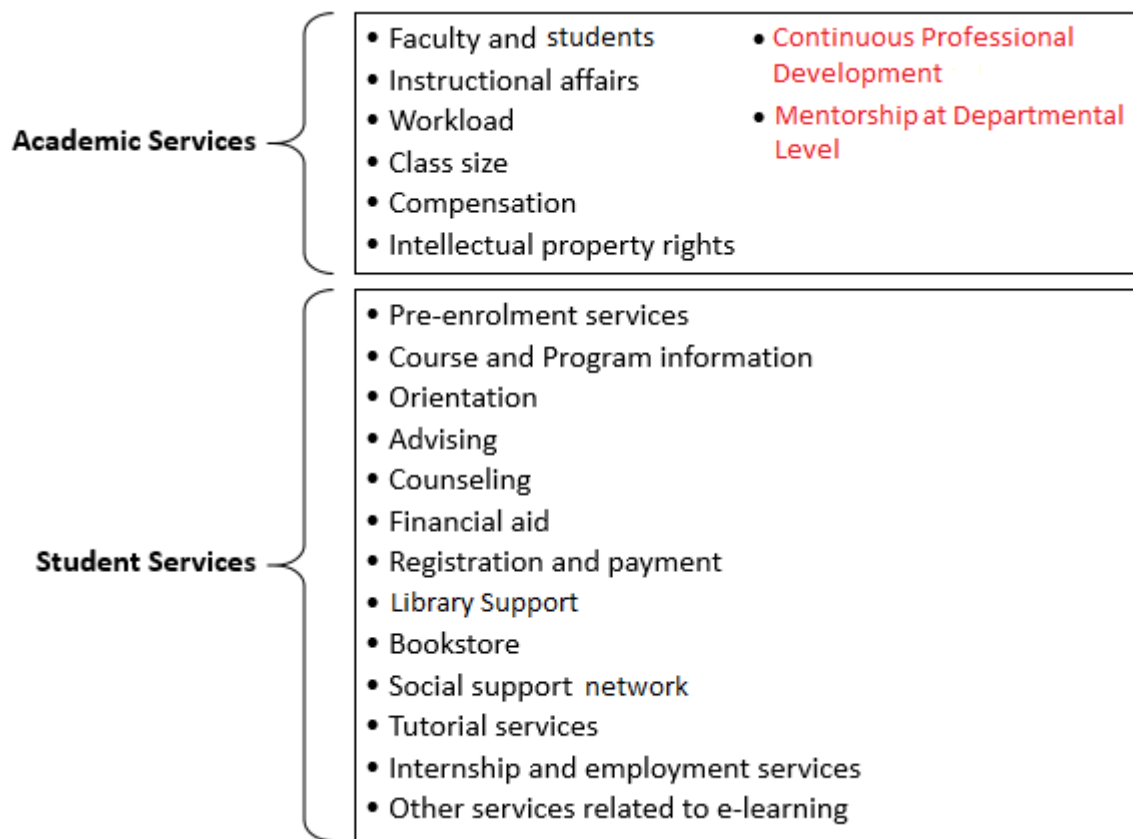 Academic Services
• Faculty and students
• Instructional affairs
• Workload
• Class size
• Compensation
• Intellectual property rights
• Continuous Professional
Development
• Mentorship at Departmental
Level
Student Services
• Pre-enrolment services
• Course and Program information
• Orientation
• Advising
• Counseling
• Financial aid
• Registration and payment
• Library Support
• Bookstore
• Social support network
• Tutorial services
• Internship and employment services
• Other services related to e-learning